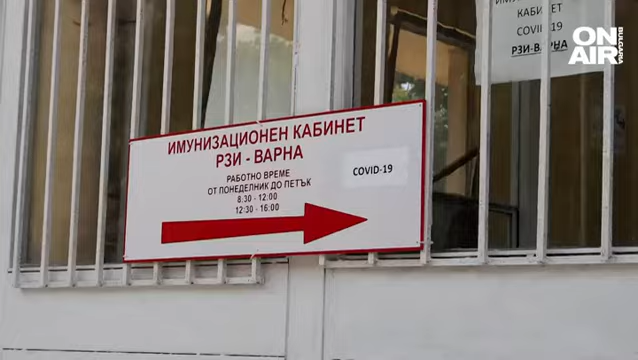 ИМУНИЗАЦИОНЕН
КАБИНЕТ
COVID-19
РЗИ-ВАРНА
ON
AIR
BULGARIA
ИМУНИЗАЦИОНЕН КАБИНЕТ
РЗИ - ВАРНА
РАБОТНО ВРЕМЕ
ОТ ПОНЕДЕЛНИК ДО ПЕТЪК
8:30 - 12:00
12:30 - 16:00
COVID-19